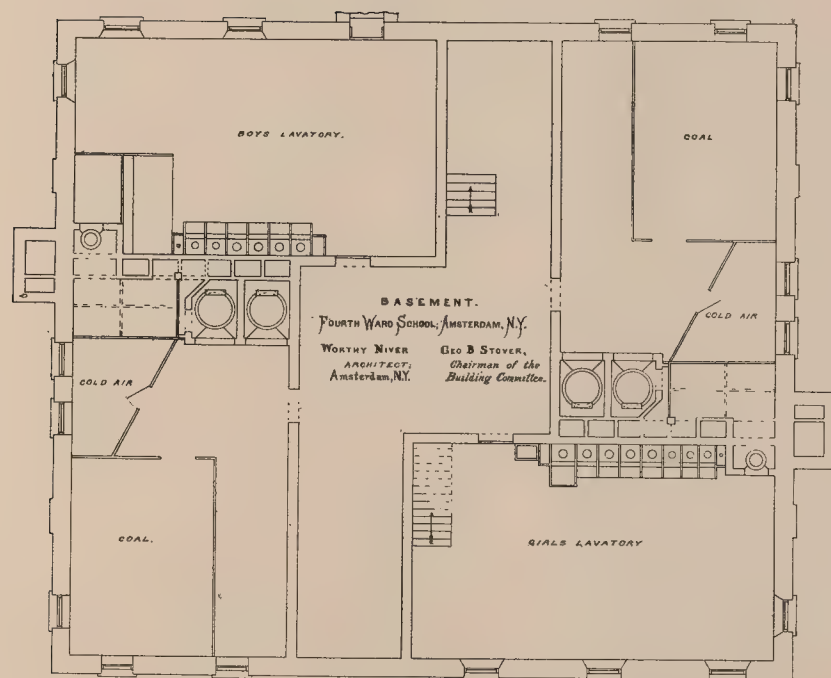 BOYS LAVATORY.
COAL
BASEMENT.
FOURTH WARD SCHOOL; AMSTERDAM, N.Y.
WORTHY NIVER
ARCHITECT;
Amsterdam, N.Y.
GEO B STOVER,
Chairman of the
Building Committee.
COLD AIR
COLD AIR
COAL.
GIRLS LAVATORY